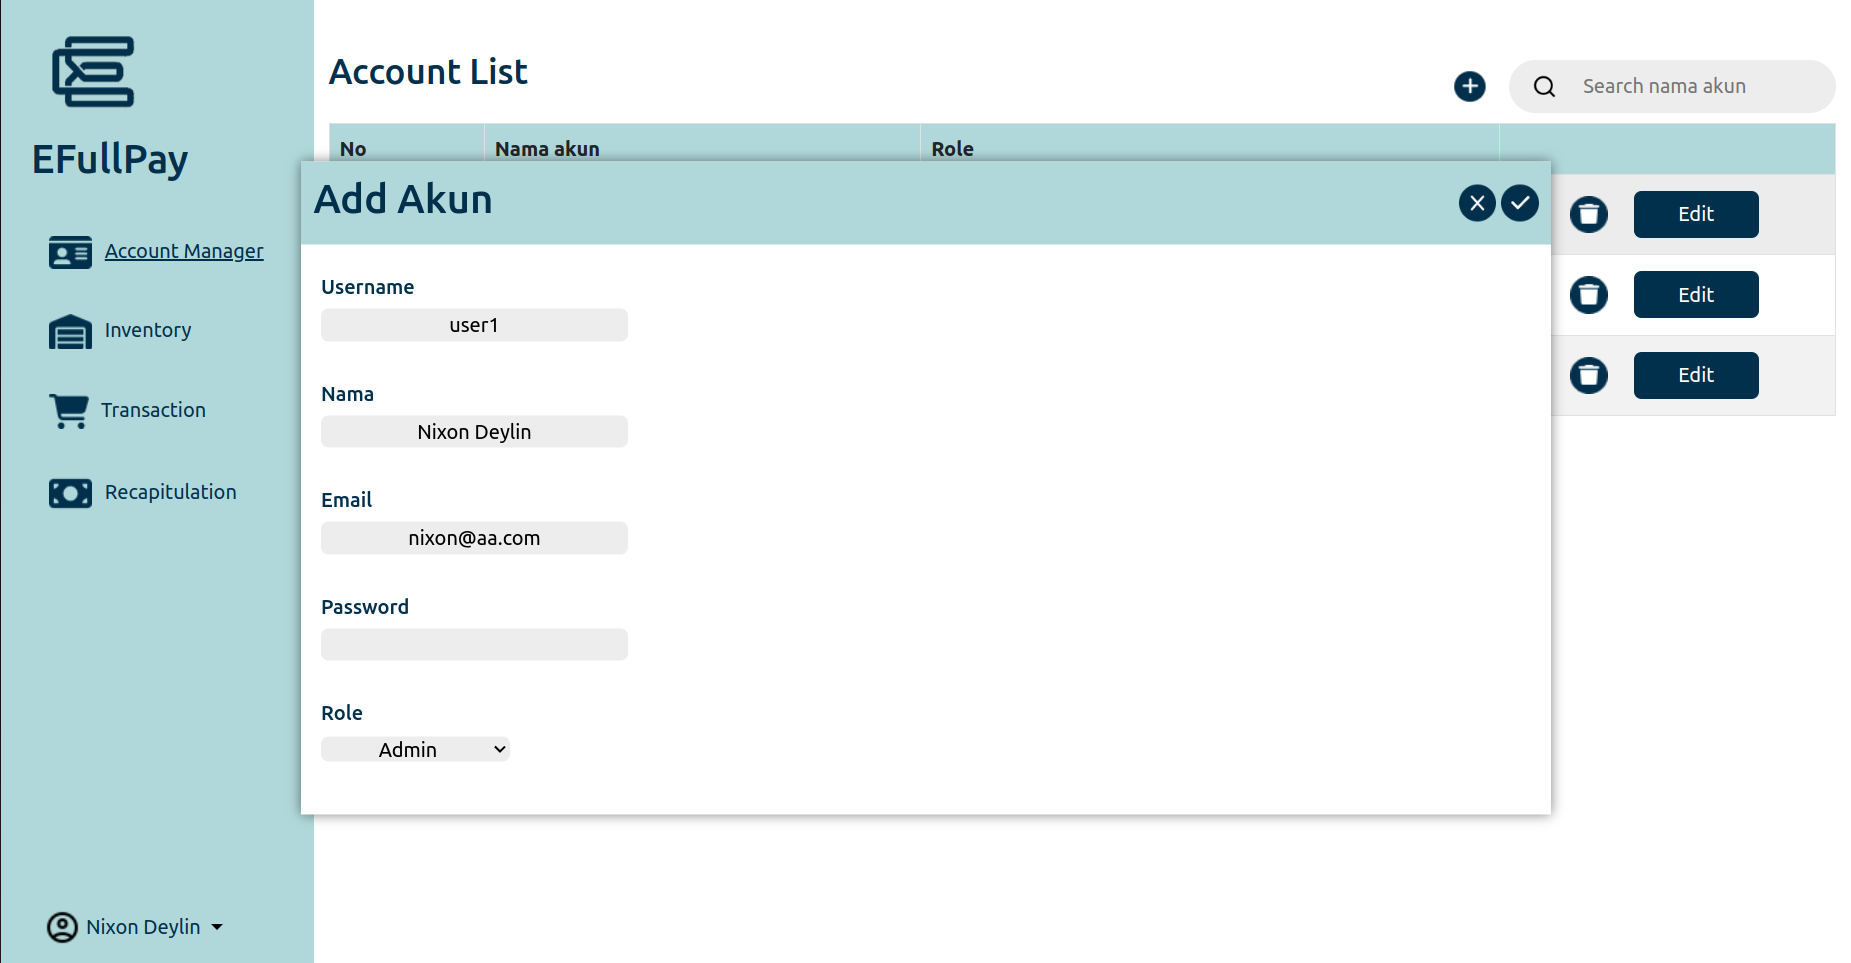 EFullPay
Account Manager
Inventory
Transaction
Recapitulation
Nixon Deylin
Account List
Search nama akun
No Nama akun Role
Add Akun
Username
user1
Nama
Nixon Deylin
Email
nixon@aa.com
Password
Role
Admin
Edit
Edit
Edit